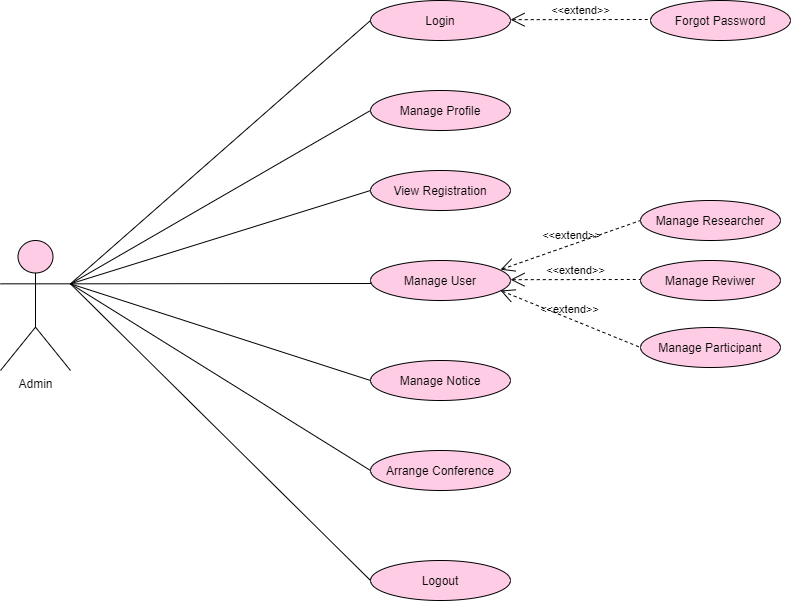 Login
<<extend>>
Forgot Password
Manage Profile
View Registration
Manage Researcher
<<extend>>
Manage User
<<extend>>
Manage Reviwer
<<extend>>
Manage Participant
Admin
Manage Notice
Arrange Conference
Logout